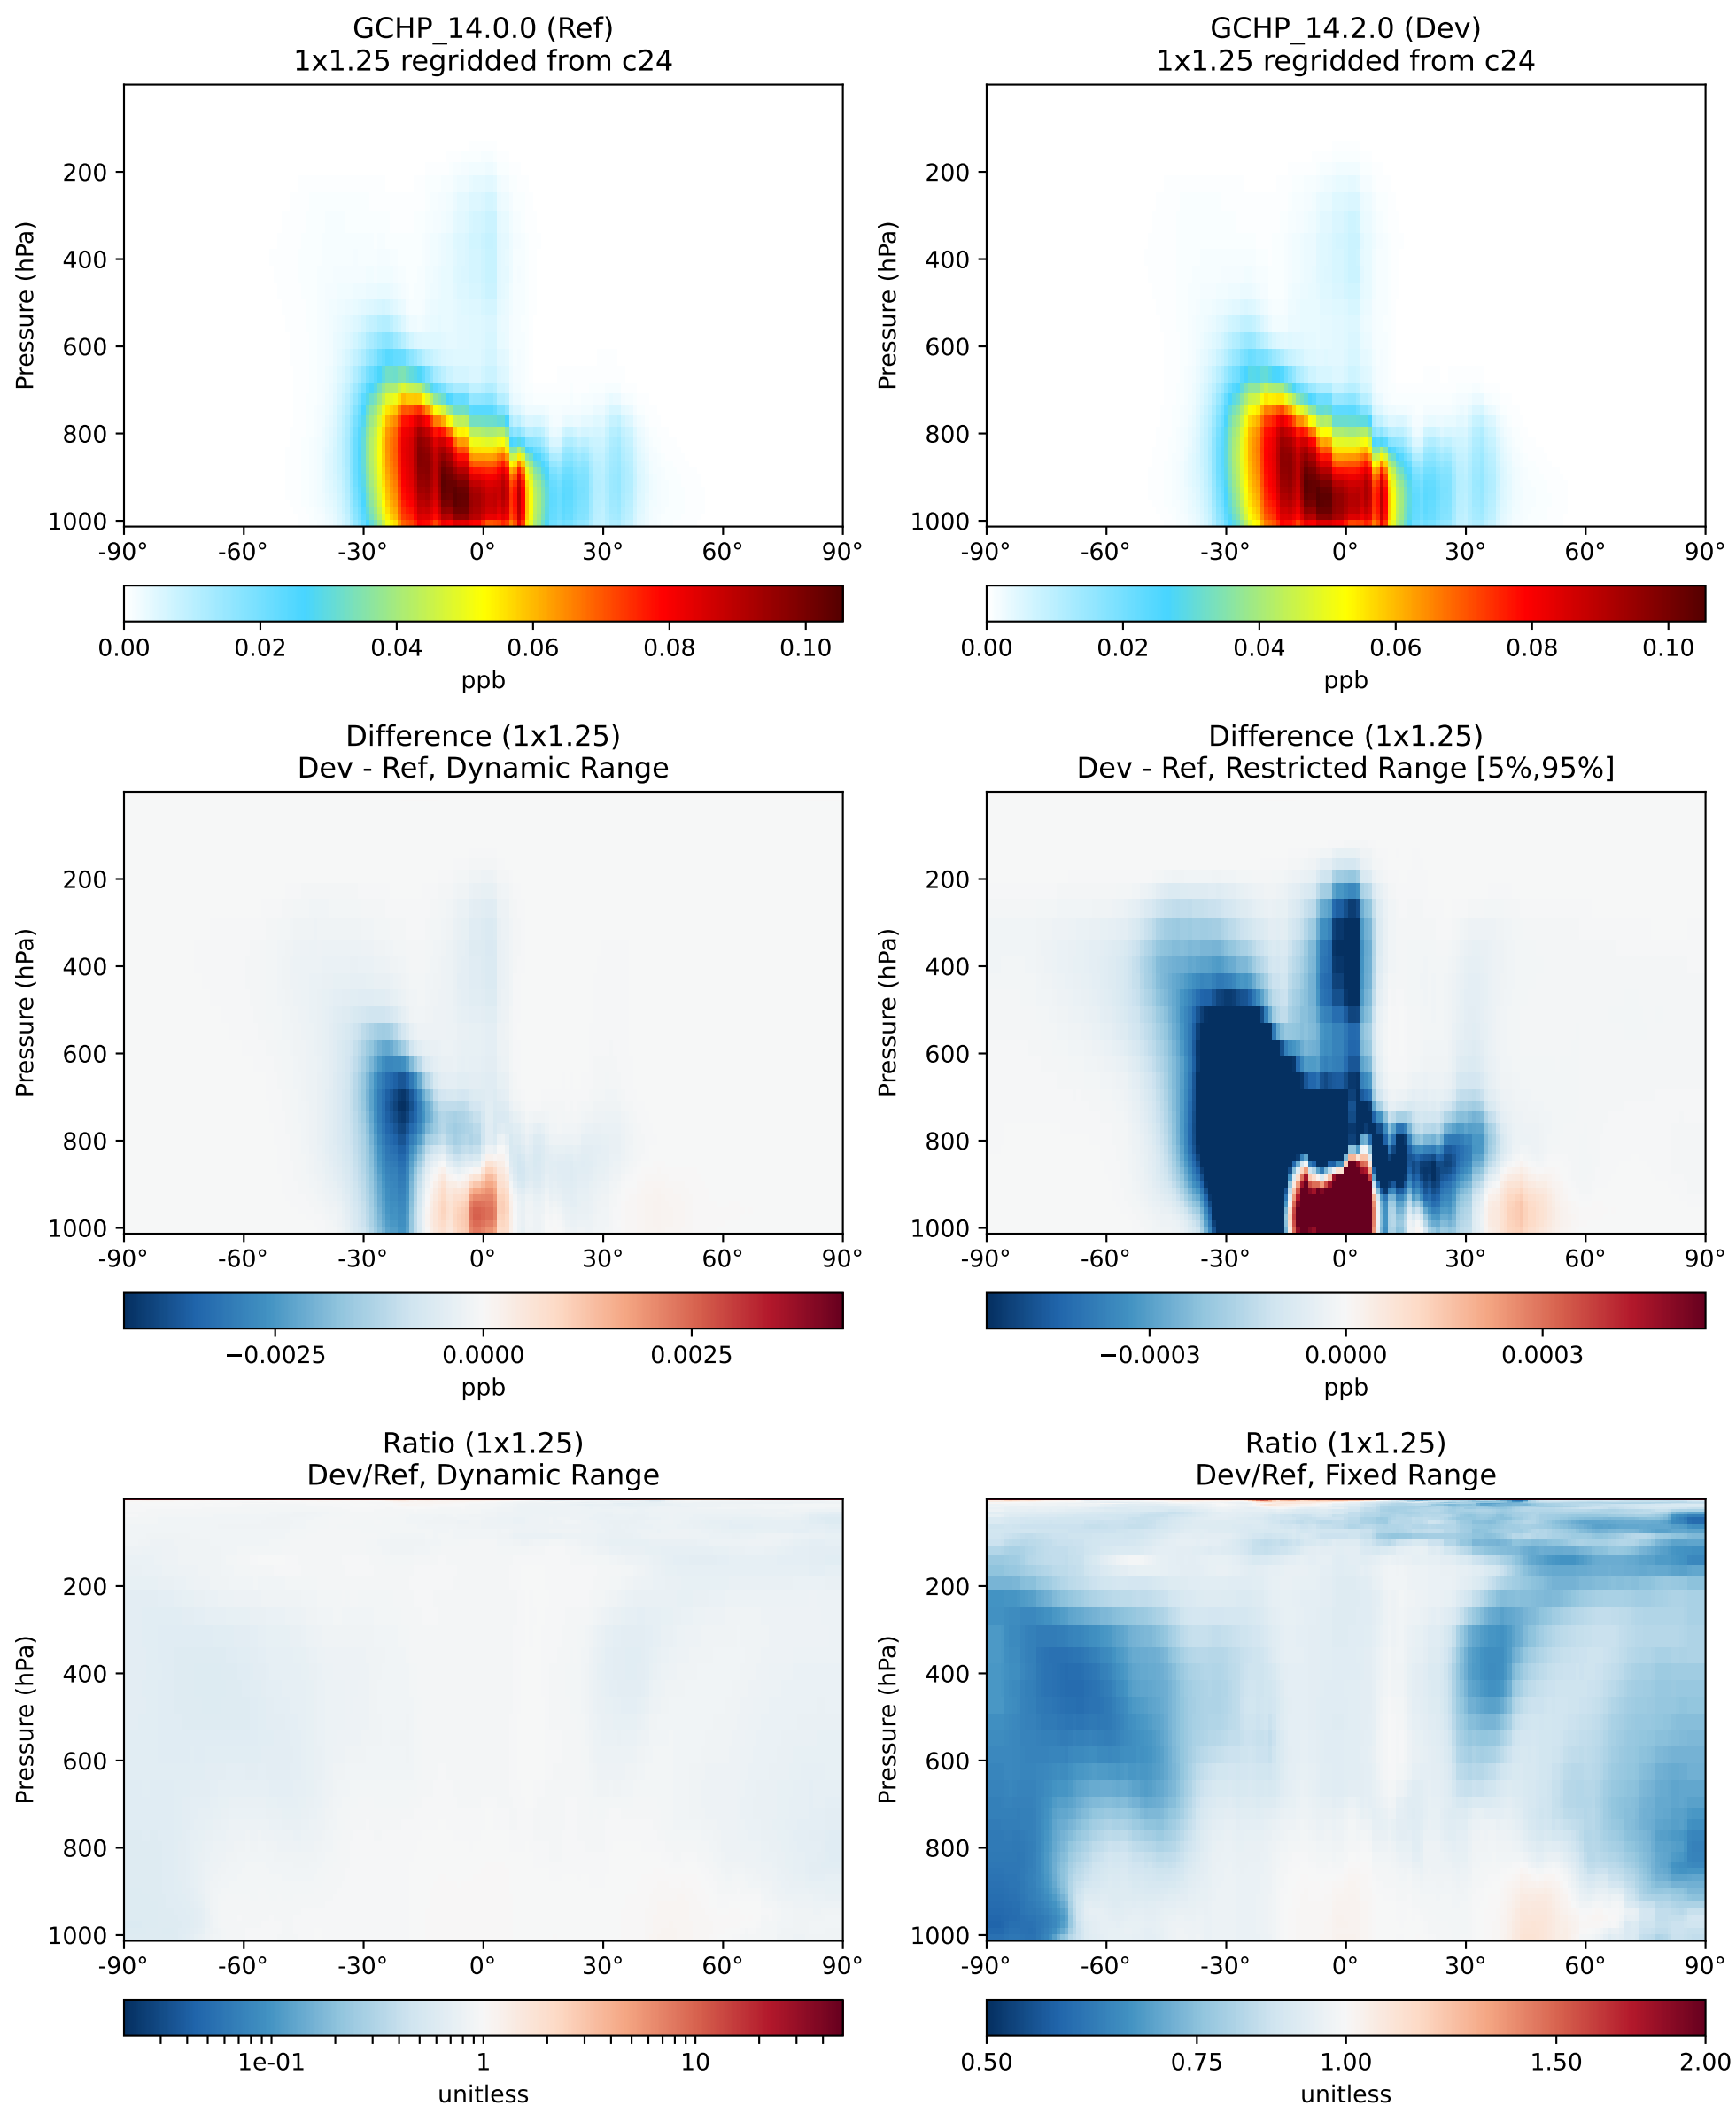 GCHP_14.0.0 (Ref)
1x1.25 regridded from c24
GCHP_14.2.0 (Dev)
1x1.25 regridded from c24
Pressure (hPa)
200
400
600
800
1000
-90° -60° -30° 0° 30° 60° 90°
0.00 0.02 0.04 0.06 0.08 0.10
ppb
Pressure (hPa)
200
400
600
800
1000
-90° -60° -30° 0° 30° 60° 90°
0.00 0.02 0.04 0.06 0.08 0.10
ppb
Difference (1x1.25)
Dev - Ref, Dynamic Range
Pressure (hPa)
200
400
600
800
1000
-90° -60° -30° 0° 30° 60° 90°
−0.0025 0.0000 0.0025
ppb
Difference (1x1.25)
Dev - Ref, Restricted Range [5%,95%]
Pressure (hPa)
200
400
600
800
1000
-90° -60° -30° 0° 30° 60° 90°
−0.0003 0.0000 0.0003
ppb
Ratio (1x1.25)
Dev/Ref, Dynamic Range
Pressure (hPa)
200
400
600
800
1000
-90° -60° -30° 0° 30° 60° 90°
1e-01 1 10
unitless
Ratio (1x1.25)
Dev/Ref, Fixed Range
Pressure (hPa)
200
400
600
800
1000
-90° -60° -30° 0° 30° 60° 90°
0.50 0.75 1.00 1.50 2.00
unitless